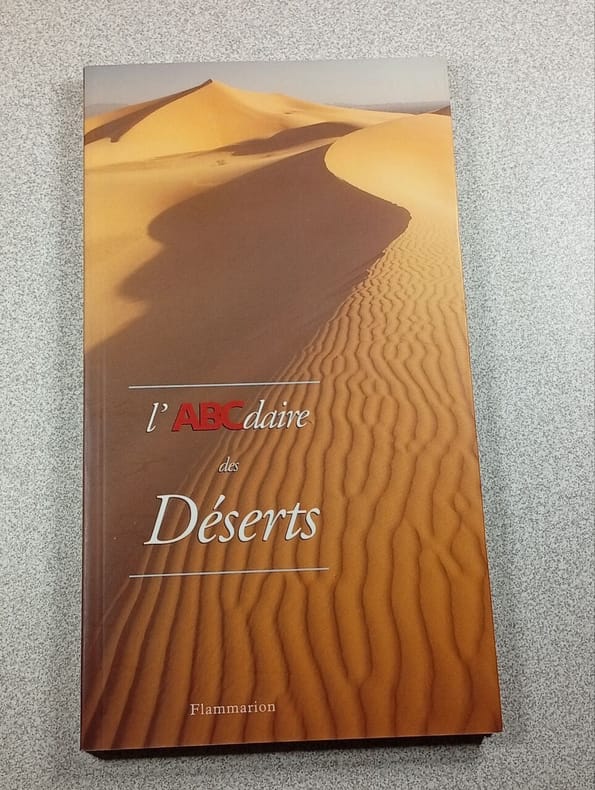 l'ABCdaire
des
Déserts
Flammarion